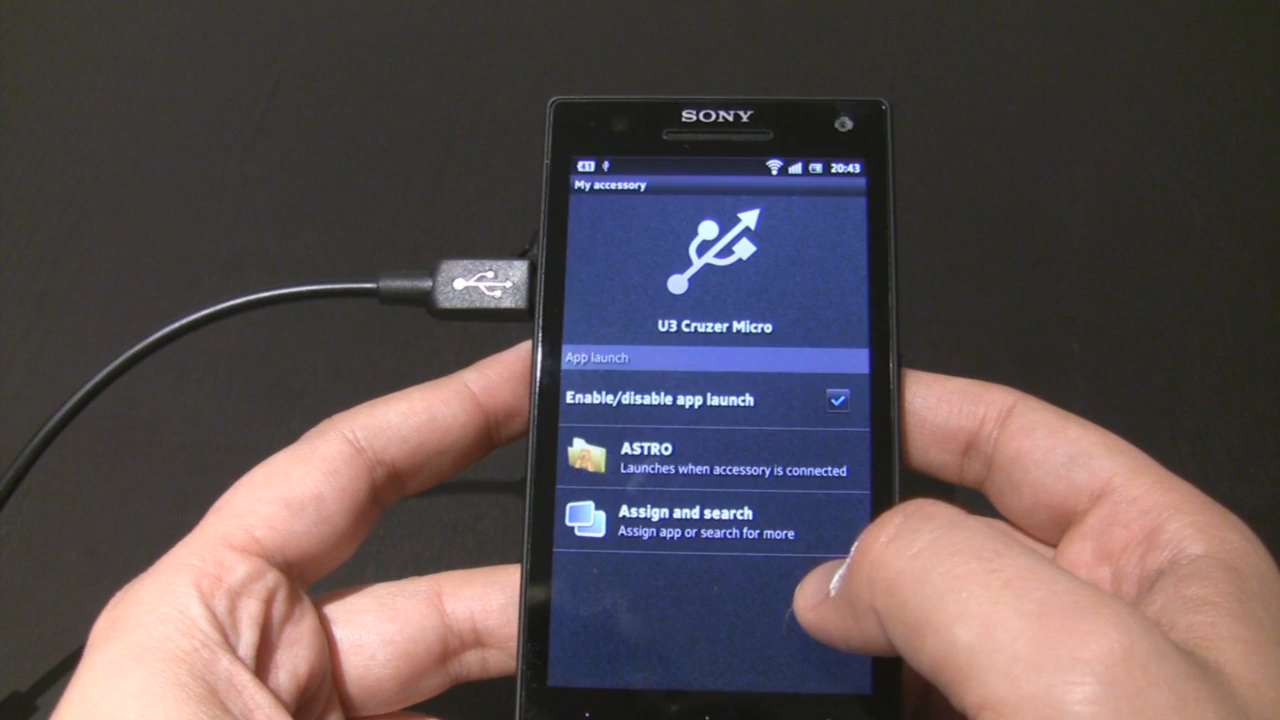 SONY
20:43
My accessory
U3 Cruzer Micro
App launch
Enable/disable app launch
ASTRO
Launches when accessory is connected
Assign and search
Assign app or search for more